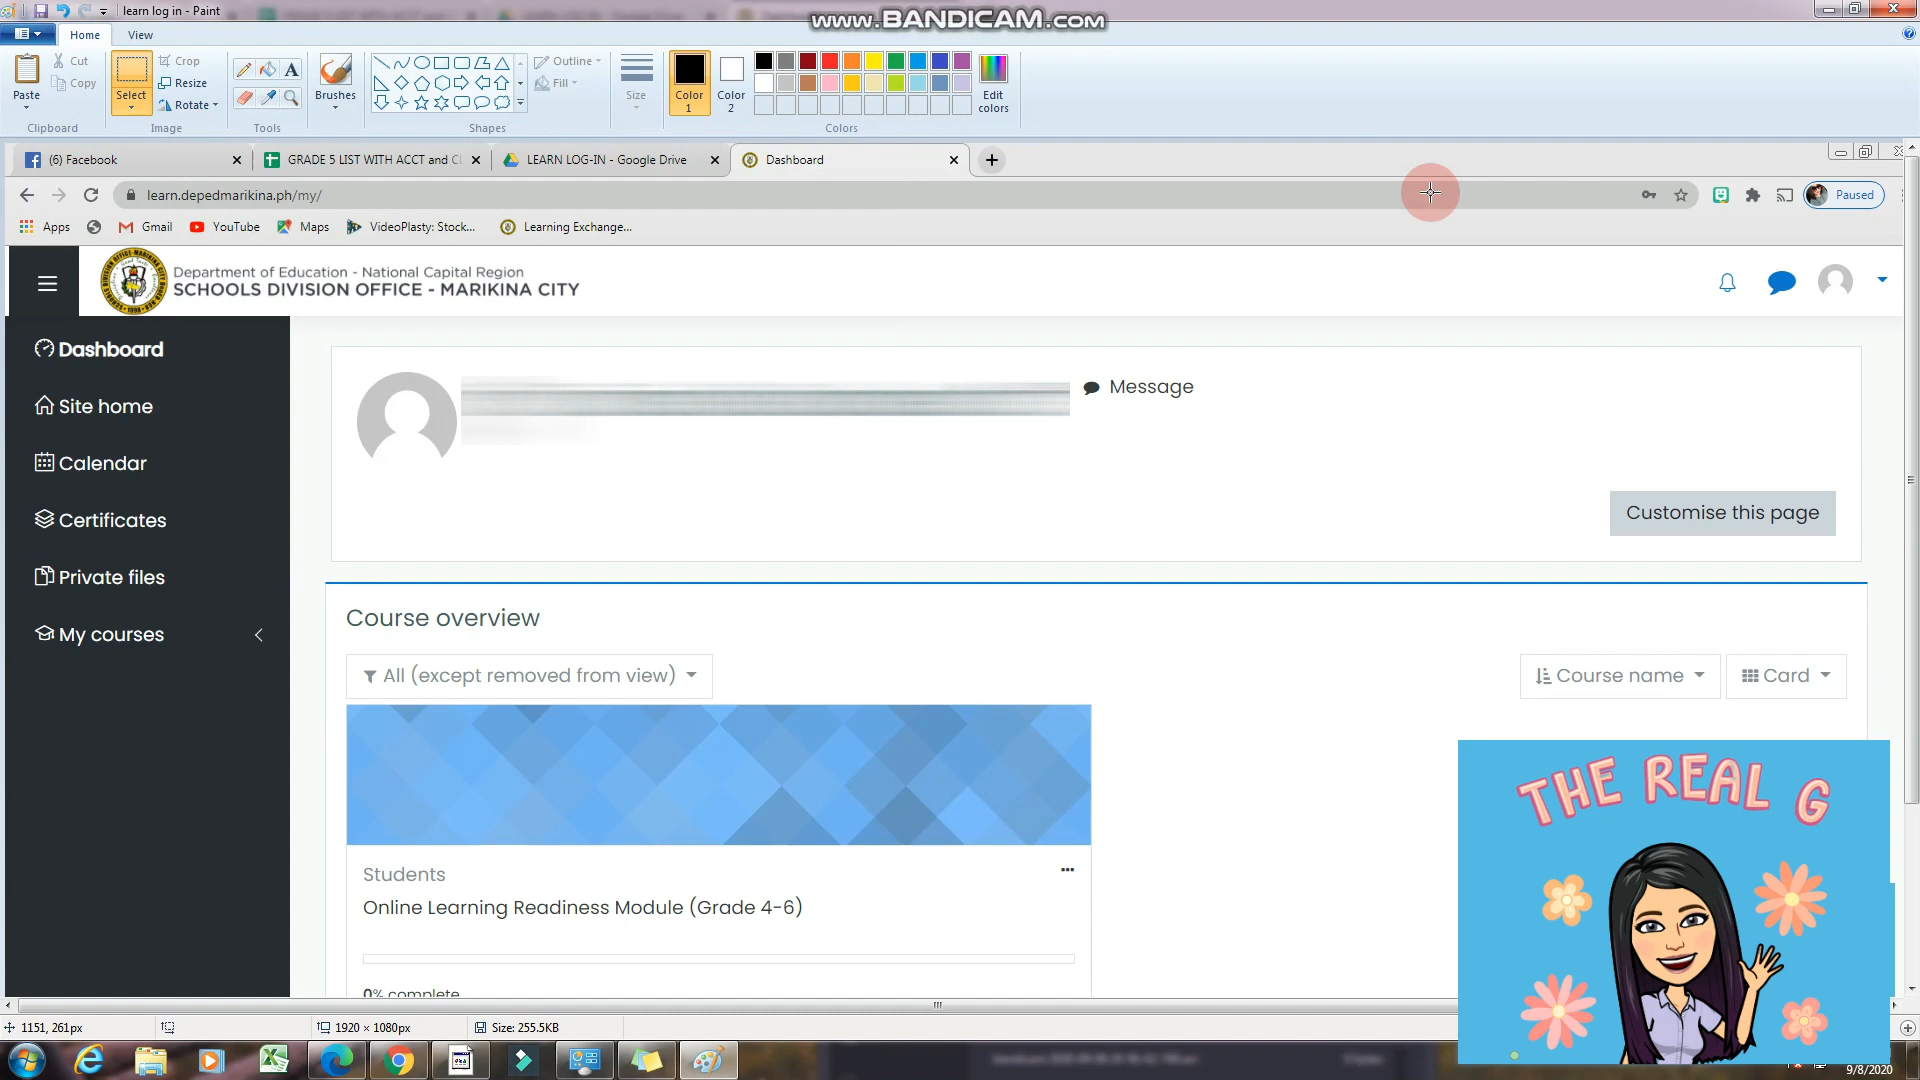 learn log in - Paint
www.BANDICAM.com
Home
View
Paste
Cut
Copy
Select
Crop
Resize
Rotate
Brushes
Outline
Fill
Size
Color 1
Color 2
Edit colors
Clipboard
Image
Tools
Shapes
Colors
(6) Facebook
GRADE 5 LIST WITH ACCT and
LEARN LOG-IN - Google Drive
Dashboard
learn.depedmarikina.ph/my/
Paused
Apps
Gmail
YouTube
Maps
VideoPlasty: Stock...
Learning Exchange...
Department of Education - National Capital Region
SCHOOLS DIVISION OFFICE - MARIKINA CITY
Dashboard
Site home
Calendar
Certificates
Private files
My courses
Message
Customise this page
Course overview
All (except removed from view)
Course name
Card
Students
Online Learning Readiness Module (Grade 4-6)
0% complete
THE REAL G
1151, 261px
1920 × 1080px
Size: 255.5KB
9/8/2020